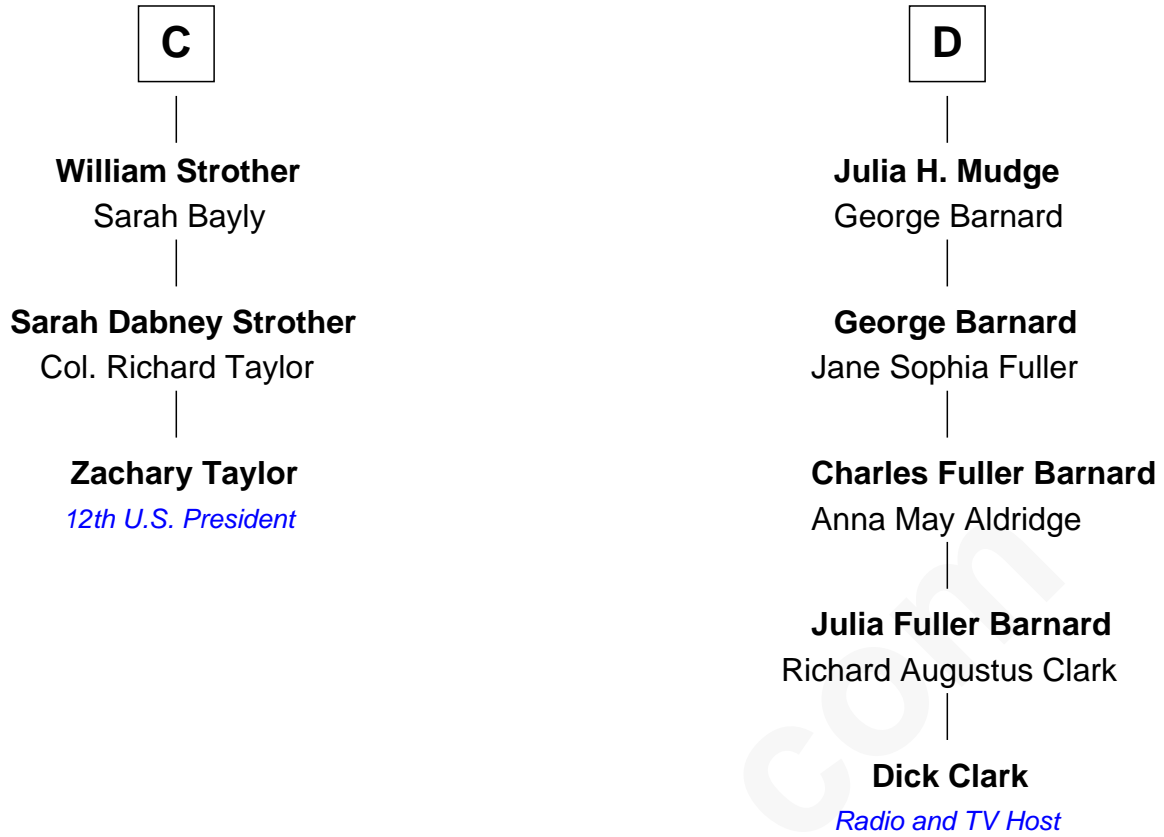 C
William Strother
Sarah Bayly
Sarah Dabney Strother
Col. Richard Taylor
Zachary Taylor
12th U.S. President
D
Julia H. Mudge
George Barnard
George Barnard
Jane Sophia Fuller
Charles Fuller Barnard
Anna May Aldridge
Julia Fuller Barnard
Richard Augustus Clark
Dick Clark
Radio and TV Host
com